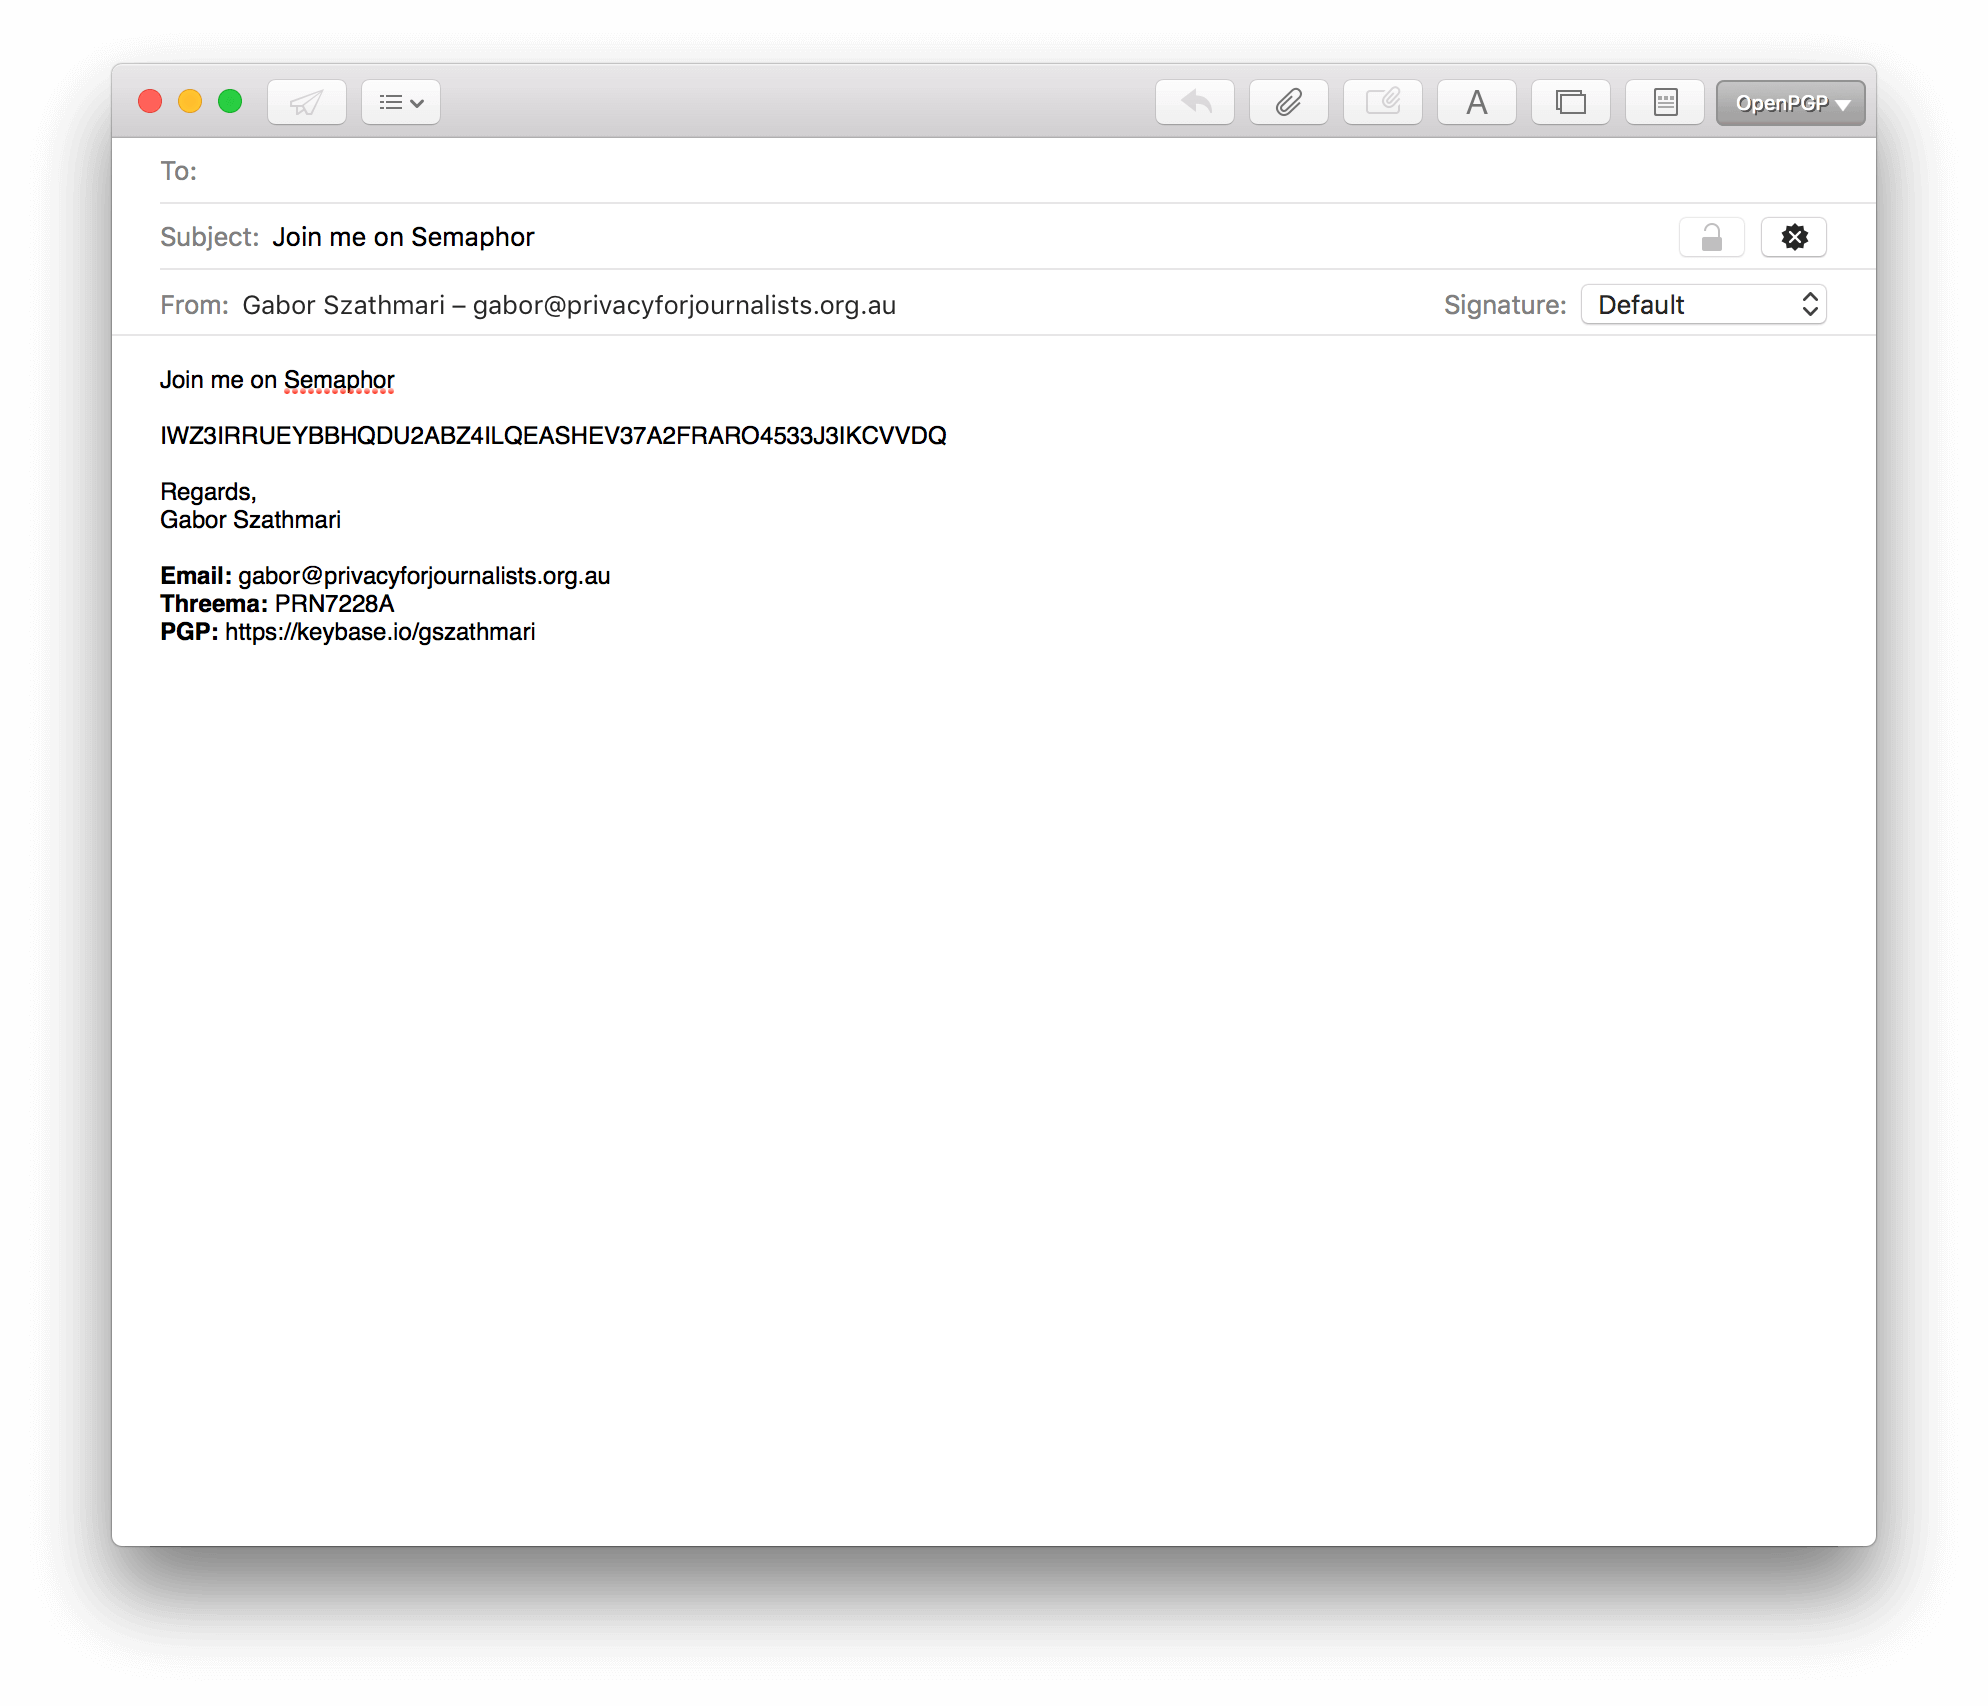 OpenPGP
To:
Subject: Join me on Semaphor
From: Gabor Szathmari – gabor@privacyforjournalists.org.au
Signature: Default
Join me on Semaphor
IWZ3IRRUEYBBHQDU2ABZ4ILQEASHEV37A2FRARO4533J3IKCVVDQ
Regards,
Gabor Szathmari
Email: gabor@privacyforjournalists.org.au
Threema: PRN7228A
PGP: https://keybase.io/gszathmari